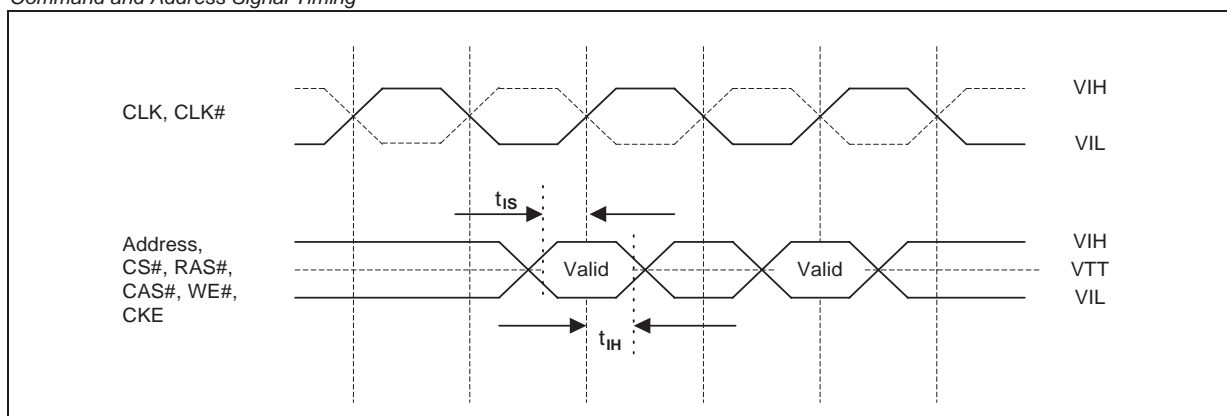 Command and Address Signal Timing
CLK, CLK#
VIH
VIL
tIS
Address,
CS#, RAS#,
CAS#, WE#,
CKE
Valid
Valid
VIH
VTT
VIL
tIH